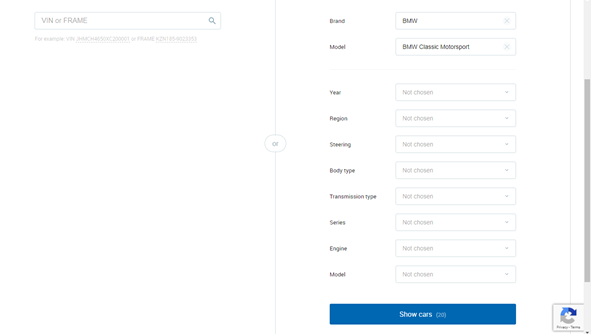 VIN or FRAME
For example: VIN
or FRAME
or
Brand
BMW
Model
BMW Classic Motorsport
Year
Not chosen
Region
Not chosen
Steering
Not chosen
Body type
Not chosen
Transmission type
Not chosen
Series
Not chosen
Engine
Not chosen
Model
Not chosen
Show cars (20)
Privacy - Terms